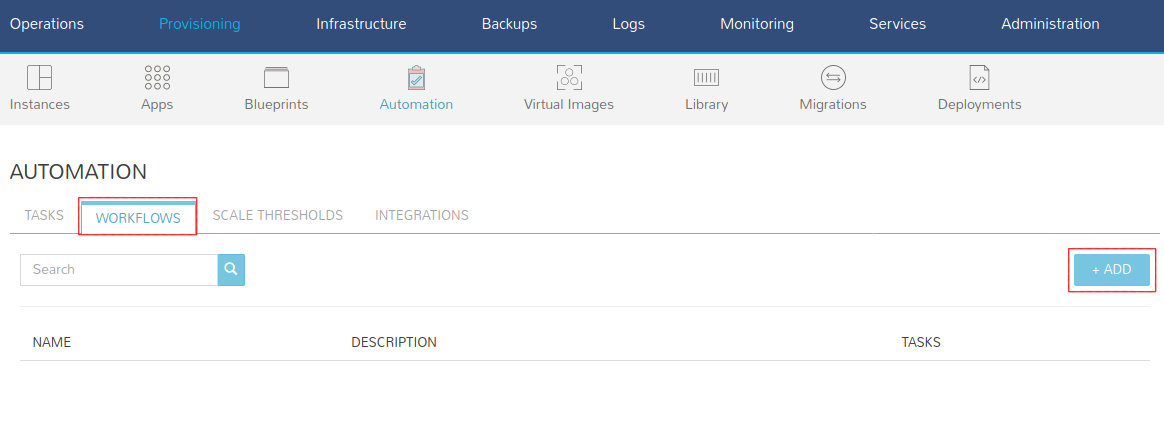 Operations Provisioning Infrastructure Backups Logs Monitoring Services Administration
Instances Apps Blueprints Automation Virtual Images Library Migrations Deployments
AUTOMATION
TASKS WORKFLOWS SCALE THRESHOLDS INTEGRATIONS
Search + ADD
NAME DESCRIPTION TASKS